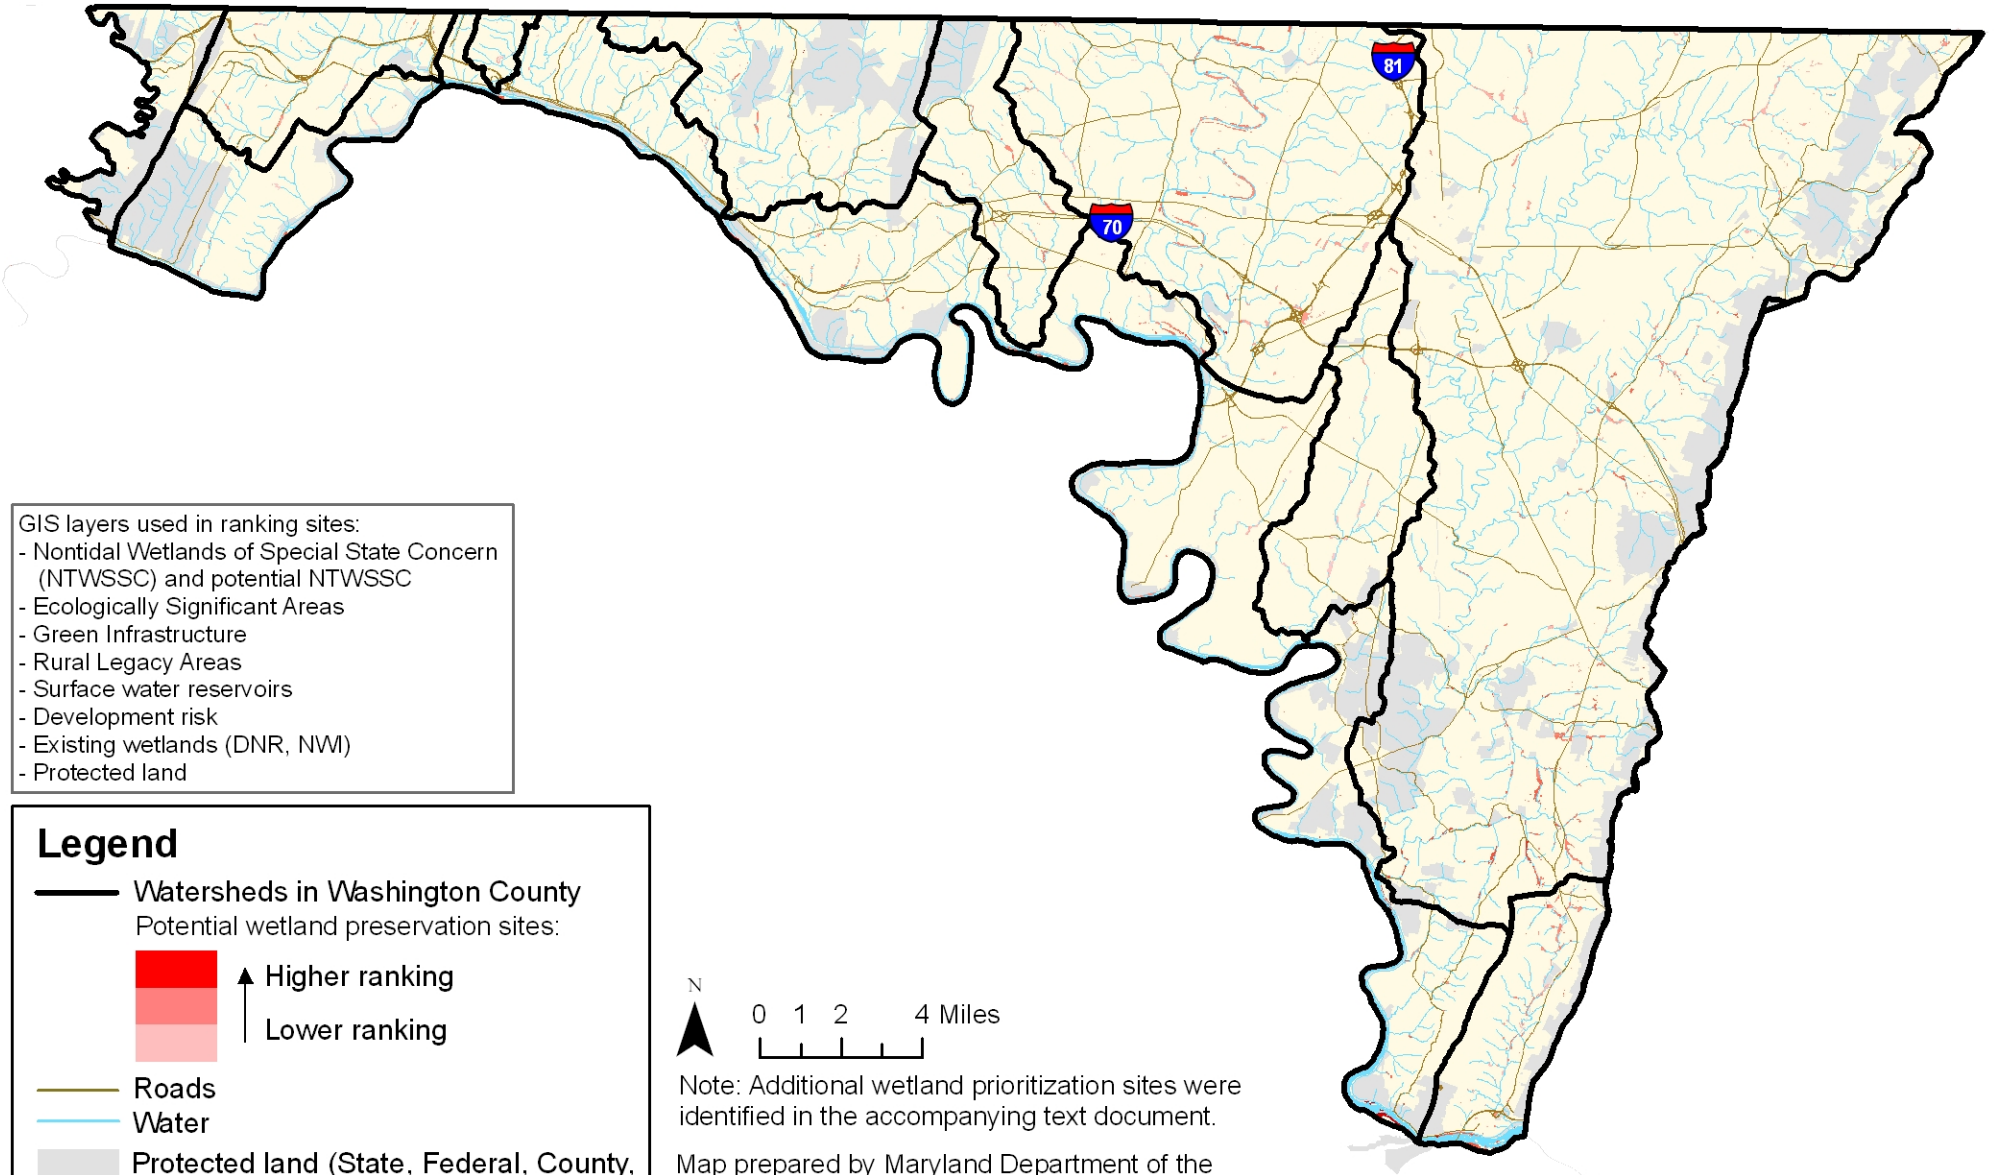 81
70
GIS layers used in ranking sites:
- Nontidal Wetlands of Special State Concern
(NTWSSC) and potential NTWSSC
- Ecologically Significant Areas
- Green Infrastructure
- Rural Legacy Areas
- Surface water reservoirs
- Development risk
- Existing wetlands (DNR, NWI)
- Protected land
Legend
Watersheds in Washington County
Potential wetland preservation sites:
Higher ranking
Lower ranking
Roads
Water
Protected land (State, Federal, County,
N
0 1 2 4 Miles
Note: Additional wetland prioritization sites were
identified in the accompanying text document.
Map prepared by Maryland Department of the